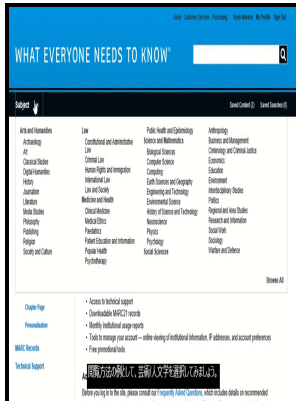 About Customer Services Purchasing Ryan Warden My Profile Sign Out
WHAT EVERYONE NEEDS TO KNOW®
Subject
Saved Content (2) Saved Searches (0)
Arts and Humanities
Archaeology
Art
Classical Studies
Digital Humanities
History
Journalism
Literature
Media Studies
Philosophy
Publishing
Religion
Society and Culture
Law
Constitutional and Administrative
Law
Criminal Law
Human Rights and Immigration
International Law
Law and Society
Medicine and Health
Clinical Medicine
Medical Ethics
Paediatrics
Patient Education and Information
Popular Health
Psychotherapy
Public Health and Epidemiology
Science and Mathematics
Biological Sciences
Computer Science
Computing
Earth Sciences and Geography
Engineering and Technology
Environmental Science
History of Science and Technology
Neuroscience
Physics
Psychology
Social Sciences
Anthropology
Business and Management
Criminology and Criminal Justice
Economics
Education
Environment
Interdisciplinary Studies
Politics
Regional and Area Studies
Research and Information
Social Work
Sociology
Warfare and Defence
Browse All
Chapter Page
Personalization
MARC Records
Technical Support
• Access to technical support
• Downloadable MARC21 records
• Monthly institutional usage reports
• Tools to manage your account — online viewing of institutional information, IP addresses, and account preferences
• Free promotional tools
閲覧方法の例として、芸術/人文学を選択してみましょう。
Before you log in to the site, please consult our Frequently Asked Questions, which includes details on recommended